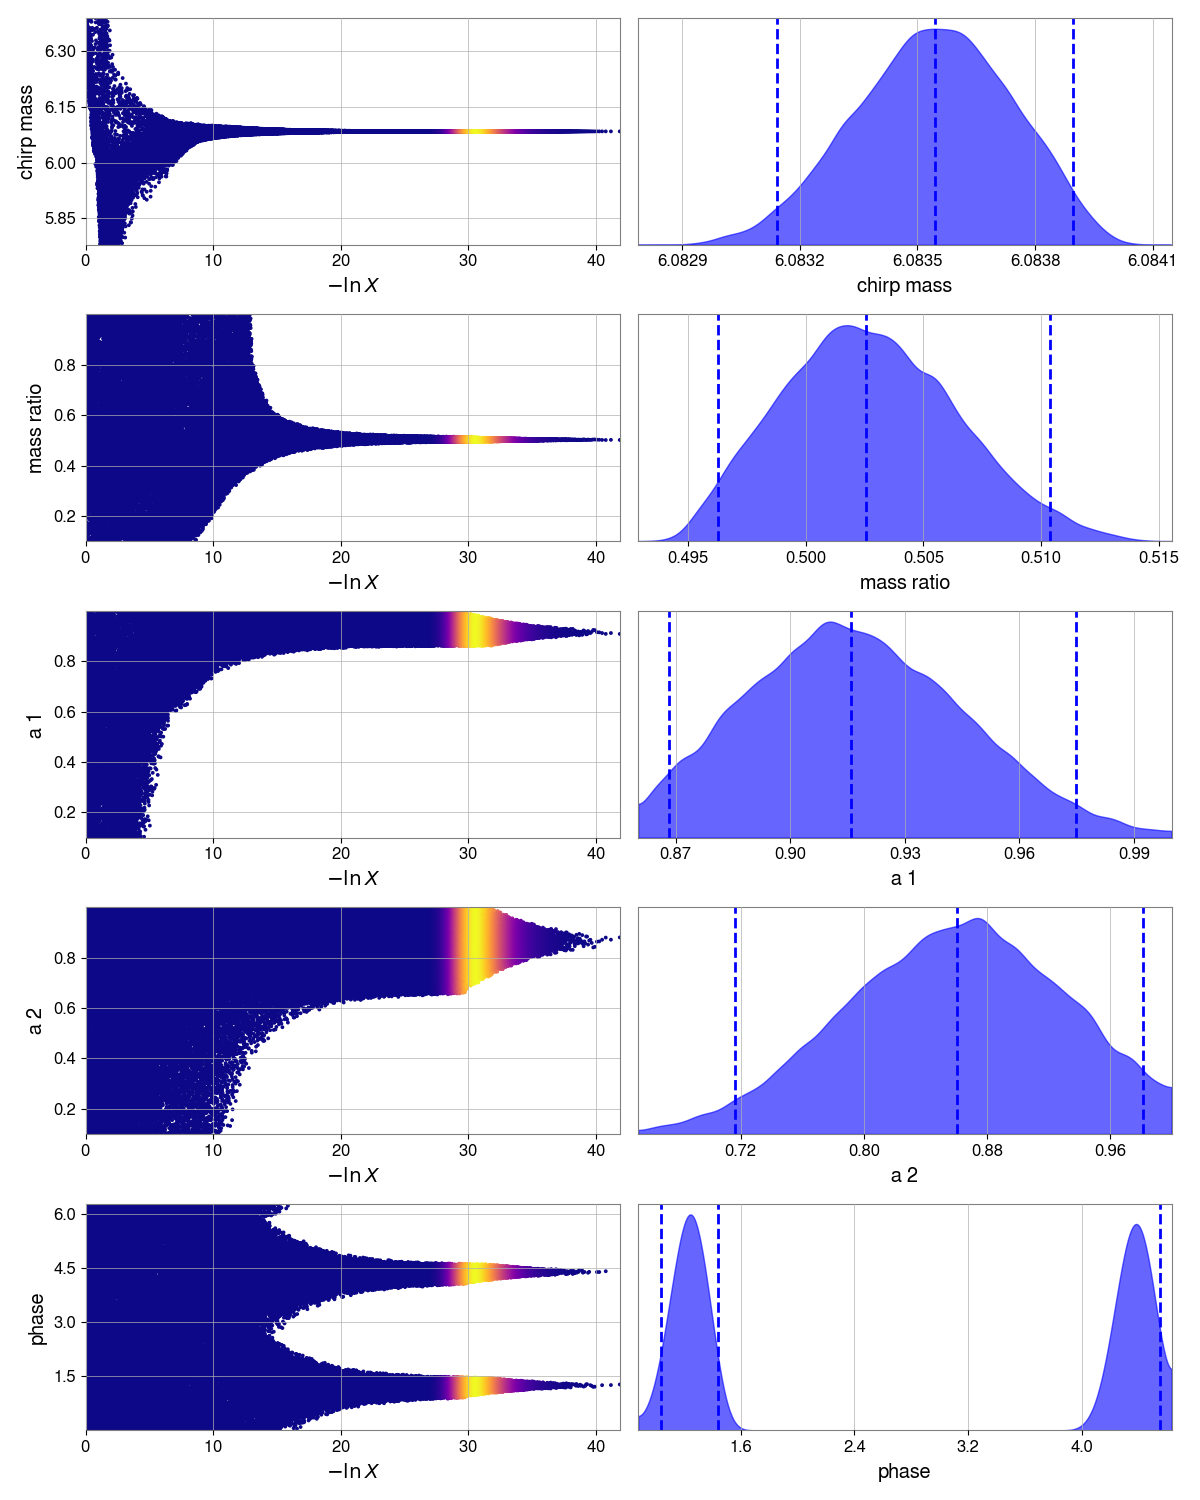 chirp mass
6.30
6.15
6.00
5.85
0 10 20 30 40
−ln X
6.0829 6.0832 6.0835 6.0838 6.0841
chirp mass
mass ratio
0.8
0.6
0.4
0.2
0 10 20 30 40
−ln X
0.495 0.500 0.505 0.510 0.515
mass ratio
a 1
0.8
0.6
0.4
0.2
0 10 20 30 40
−ln X
0.87 0.90 0.93 0.96 0.99
a 1
a 2
0.8
0.6
0.4
0.2
0 10 20 30 40
−ln X
0.72 0.80 0.88 0.96
a 2
phase
6.0
4.5
3.0
1.5
0 10 20 30 40
−ln X
1.6 2.4 3.2 4.0
phase